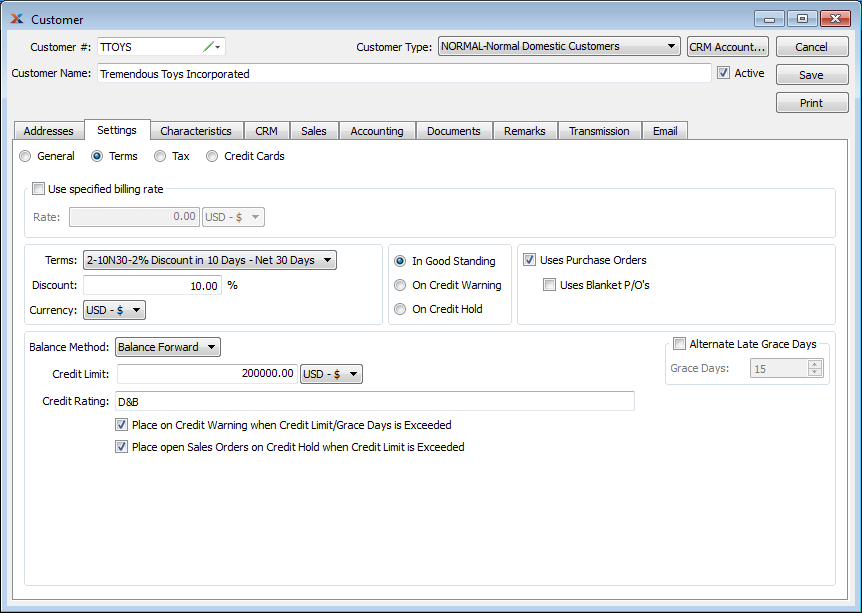 Customer
Customer #: TTOYS Customer Type: NORMAL-Normal Domestic Customers CRM Account... Cancel
Customer Name: Tremendous Toys Incorporated Active Save
Print
Addresses Settings Characteristics CRM Sales Accounting Documents Remarks Transmission Email
General Terms Tax Credit Cards
Use specified billing rate
Rate: 0.00 USD - $
Terms: 2-10N30-2% Discount in 10 Days - Net 30 Days In Good Standing Uses Purchase Orders
Discount: 10.00 % On Credit Warning Uses Blanket P/O's
Currency: USD - $ On Credit Hold
Balance Method: Balance Forward Alternate Late Grace Days
Credit Limit: 200000.00 USD - $ Grace Days: 15
Credit Rating: D&B
Place on Credit Warning when Credit Limit/Grace Days is Exceeded
Place open Sales Orders on Credit Hold when Credit Limit is Exceeded